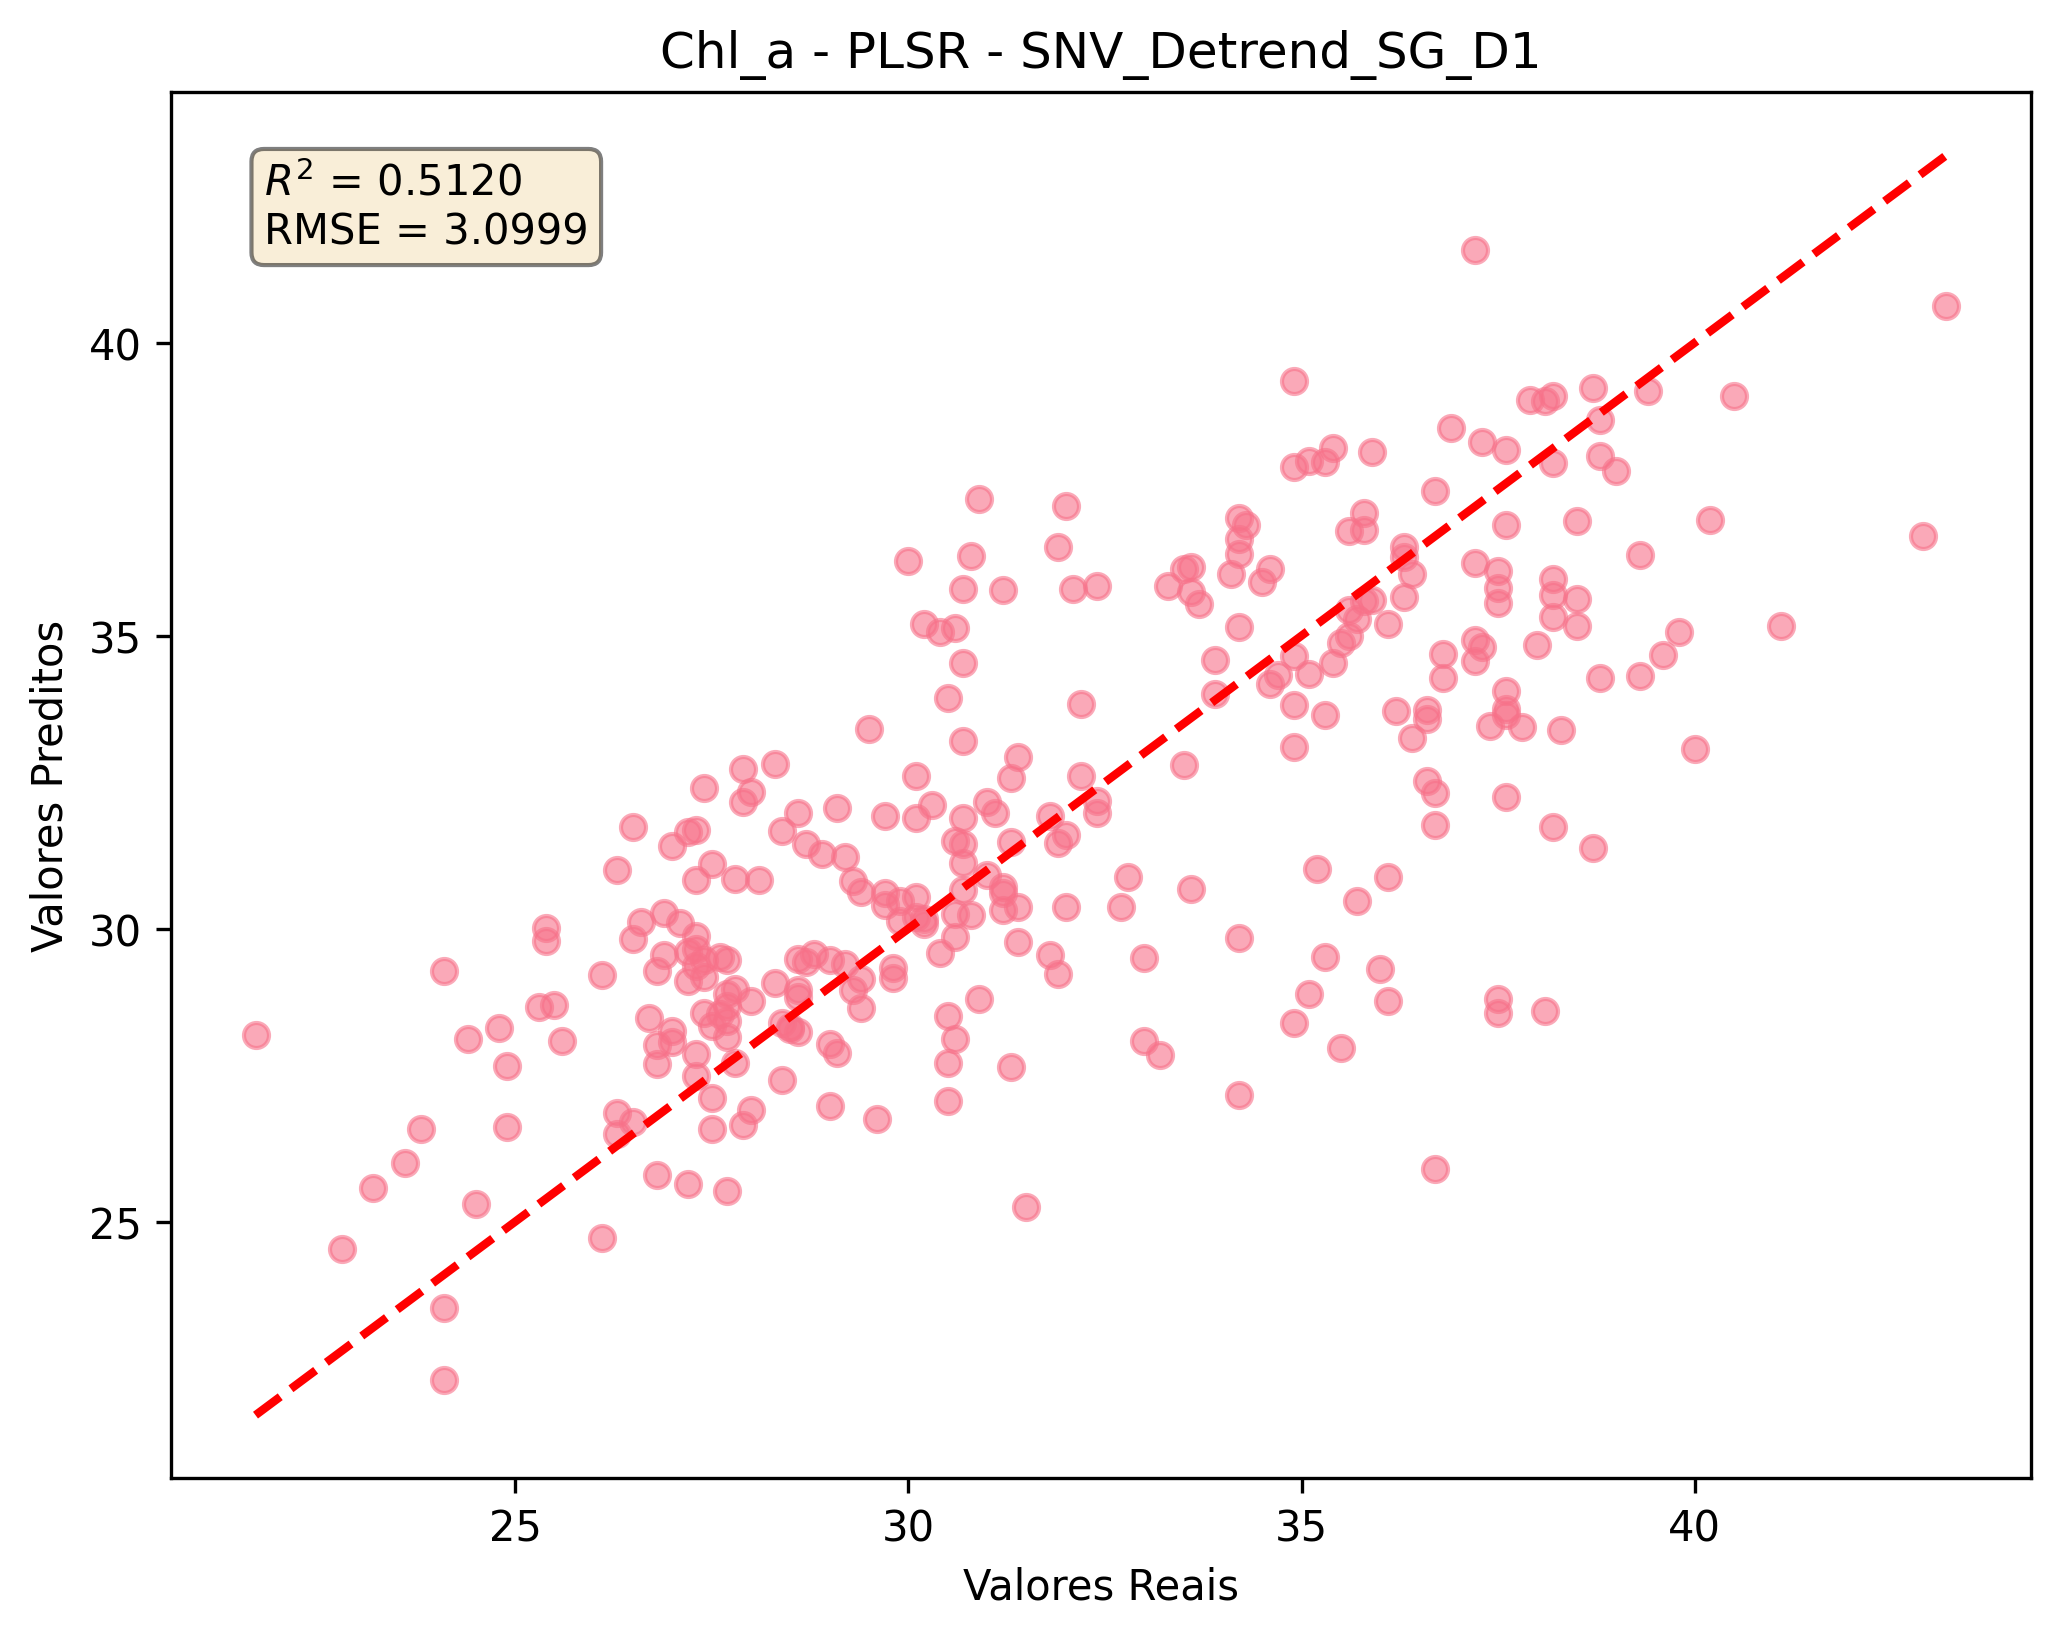 Chl_a - PLSR - SNV_Detrend_SG_D1
R² = 0.5120
RMSE = 3.0999
Valores Preditos
40
35
30
25
25 30 35 40
Valores Reais